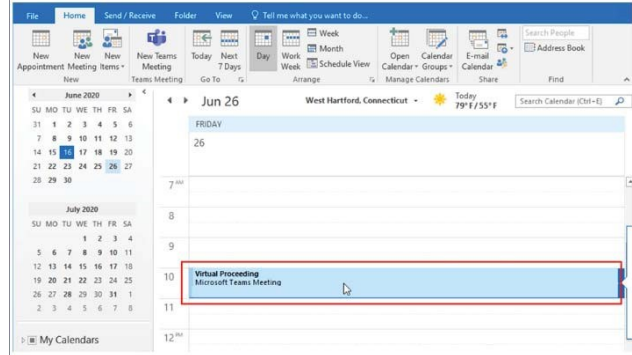 File Home Send / Receive Folder View Tell me what you want to do...
New Appointment New Meeting New Items New Teams Meeting Today Next 7 Days Day Work Week Week Month Schedule View Open Calendar Calendar Groups E-mail Calendar Search People Address Book
New Teams Meeting Go To Arrange Manage Calendars Share Find
June 2020
SU MO TU WE TH FR SA
31 1 2 3 4 5 6
7 8 9 10 11 12 13
14 15 16 17 18 19 20
21 22 23 24 25 26 27
28 29 30
July 2020
SU MO TU WE TH FR SA
1 2 3 4
5 6 7 8 9 10 11
12 13 14 15 16 17 18
19 20 21 22 23 24 25
26 27 28 29 30 31 1
2 3 4 5 6 7 8
My Calendars
Jun 26 West Hartford, Connecticut Today 79°F/55°F Search Calendar (Ctrl+E)
FRIDAY
26
7 AM
8
9
10 Virtual Proceeding
Microsoft Teams Meeting
11
12 PM